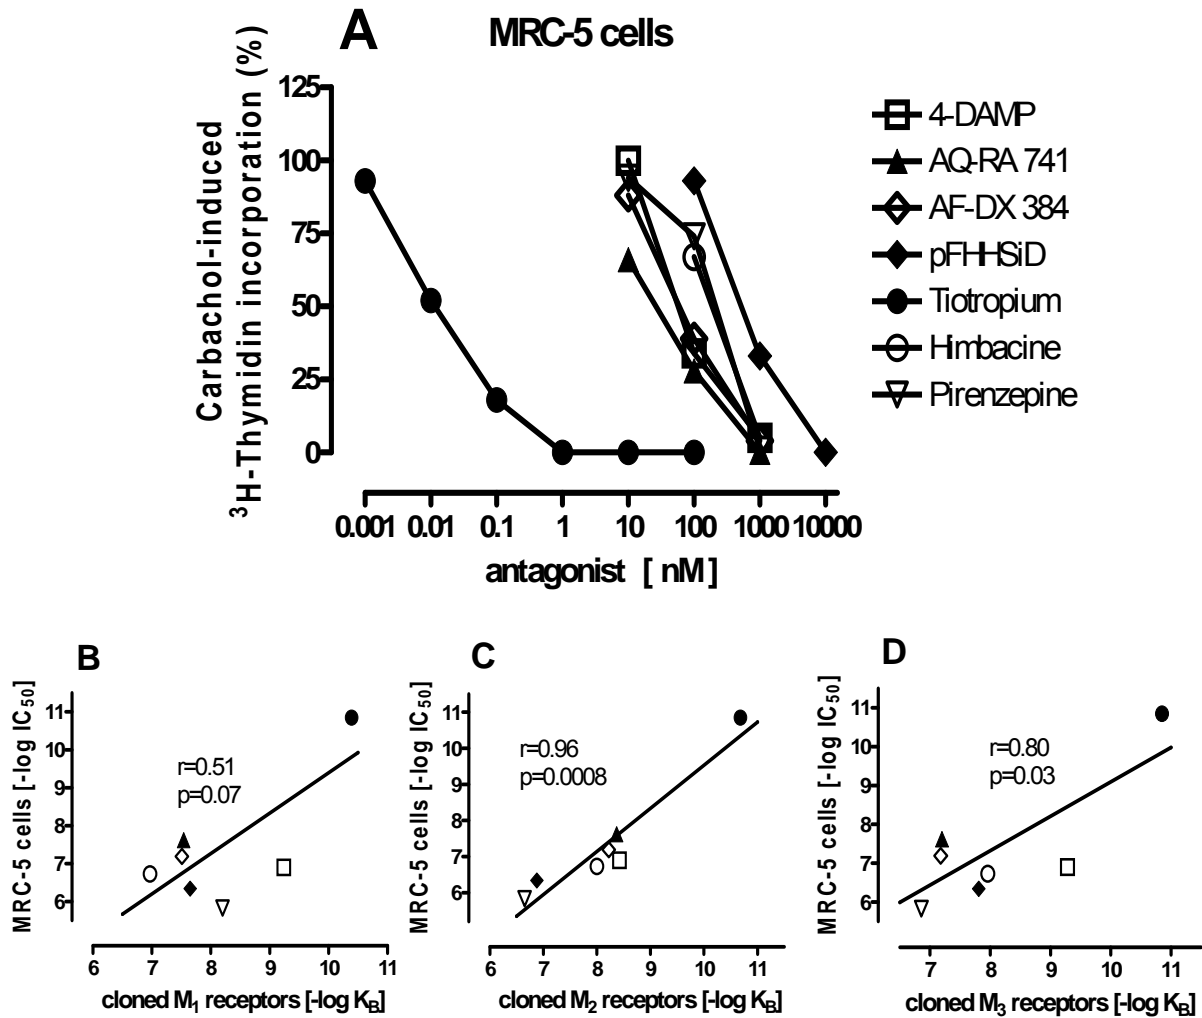 A
MRC-5 cells
Carbachol-induced
³H-Thymidin incorporation (%)
125
100
75
50
25
0
0.001 0.01 0.1 1 10 100 1000 10000
antagonist [ nM ]
4-DAMP
AQ-RA 741
AF-DX 384
pFHHSiD
Tiotropium
Himbacine
Pirenzepine
B
MRC-5 cells [-log IC₅₀]
11
10
9
8
7
6
r=0.51
p=0.07
6 7 8 9 10 11
cloned M₁ receptors [-log K_B]
C
MRC-5 cells [-log IC₅₀]
11
10
9
8
7
6
r=0.96
p=0.0008
6 7 8 9 10 11
cloned M₂ receptors [-log K_B]
D
MRC-5 cells [-log IC₅₀]
11
10
9
8
7
6
r=0.80
p=0.03
7 8 9 10 11
cloned M₃ receptors [-log K_B]